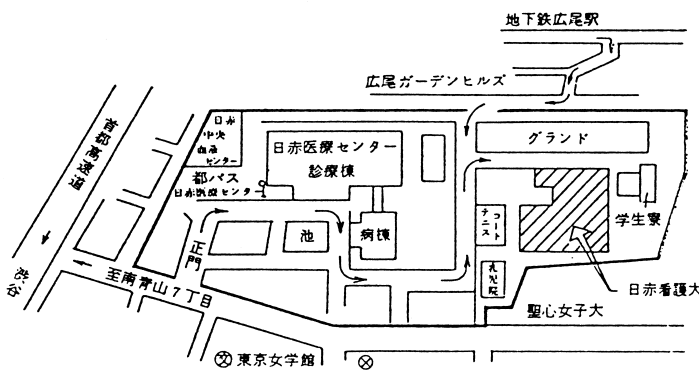 地下鉄広尾駅
広尾ガーデンヒルズ
首都高速道
日赤
中央
血液
センター
日赤医療センター
診療棟
グランド
都バス
日赤医療センター
学生寮
コート
テニス
正門
池
病棟
乳児院
渋谷
至南青山7丁目
日赤看護大
聖心女子大
文
東京女学館